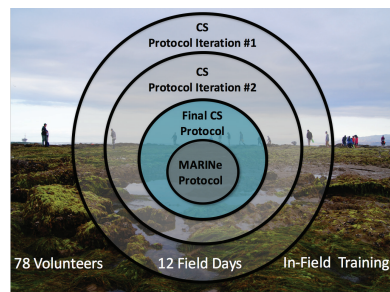 CS
Protocol Iteration #1
CS
Protocol Iteration #2
Final CS
Protocol
MARINe
Protocol
78 Volunteers 12 Field Days In-Field Training